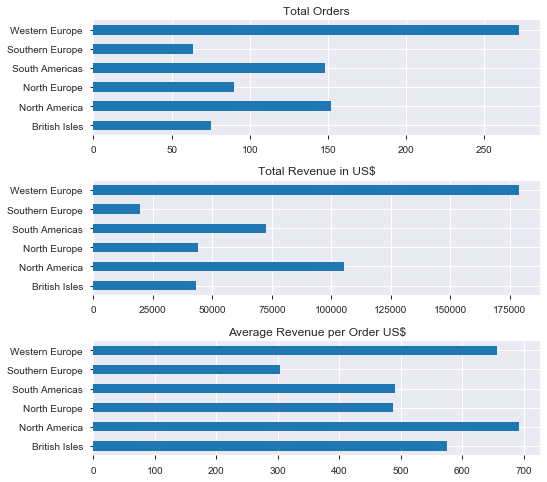 Total Orders
Western Europe
Southern Europe
South Americas
North Europe
North America
British Isles
0 50 100 150 200 250
Total Revenue in US$
Western Europe
Southern Europe
South Americas
North Europe
North America
British Isles
0 25000 50000 75000 100000 125000 150000 175000
Average Revenue per Order US$
Western Europe
Southern Europe
South Americas
North Europe
North America
British Isles
0 100 200 300 400 500 600 700